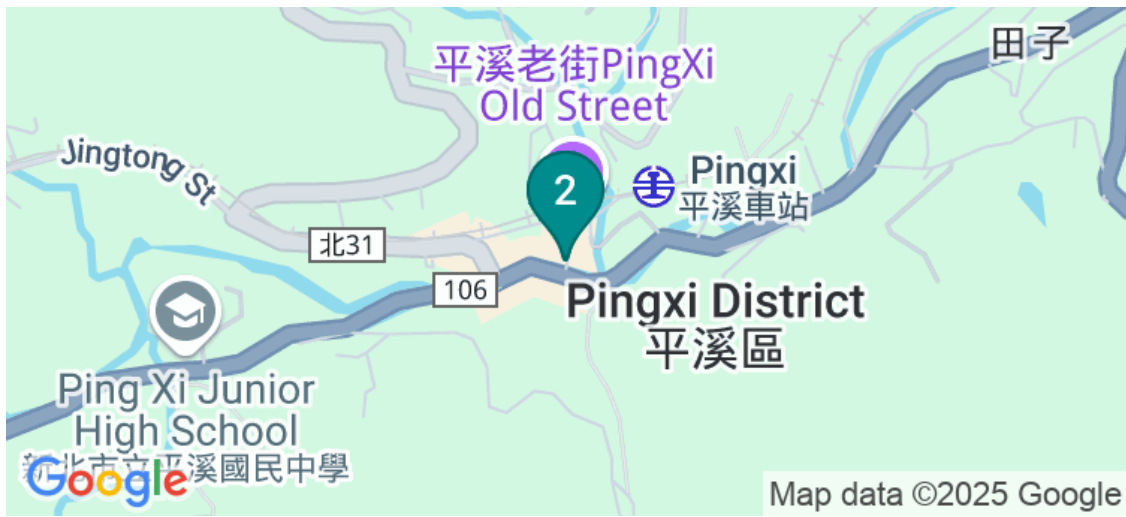 田子
平溪老街PingXi
Old Street
Jingtong St
2
Pingxi
平溪車站
北31
106
Pingxi District
平溪區
Ping Xi Junior
High School
新北市立平溪國民中學
Google
Map data ©2025 Google